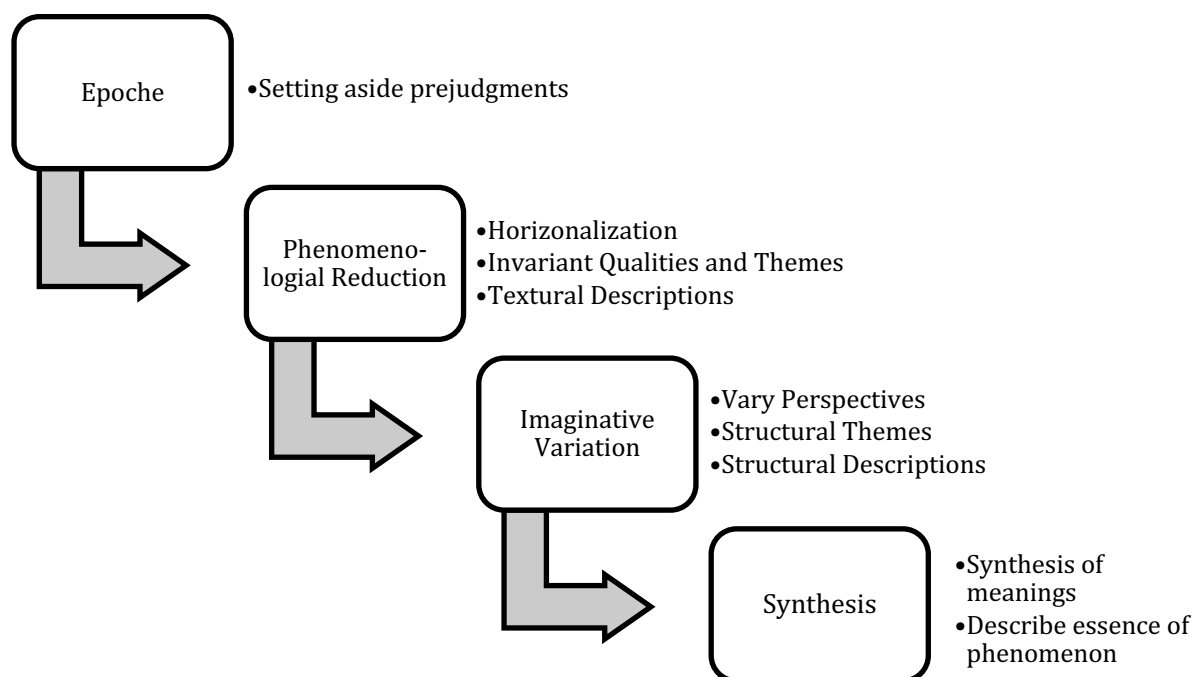 Epoche
•Setting aside prejudgments
Phenomeno-
logial Reduction
•Horizonalization
•Invariant Qualities and Themes
•Textural Descriptions
Imaginative
Variation
•Vary Perspectives
•Structural Themes
•Structural Descriptions
Synthesis
•Synthesis of
meanings
•Describe essence of
phenomenon